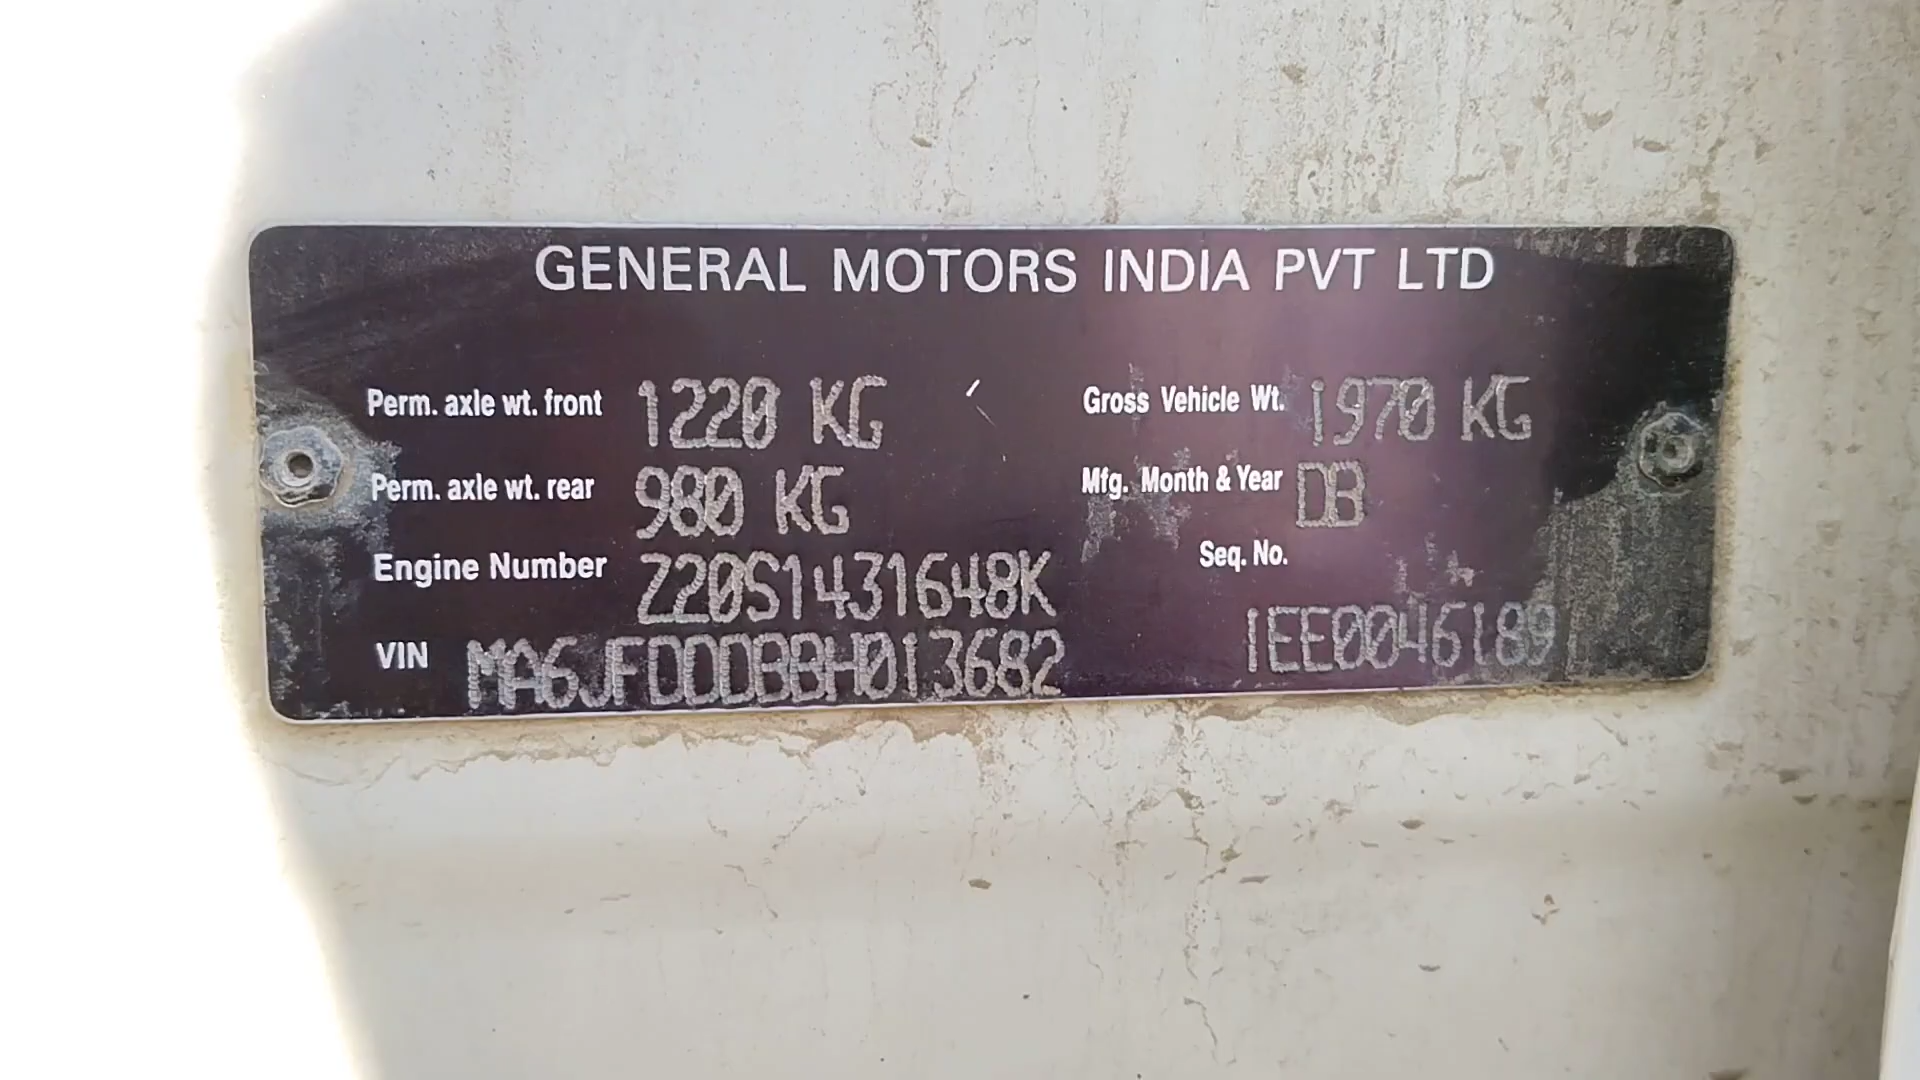 GENERAL MOTORS INDIA PVT LTD
Perm. axle wt. front 1220 KG Gross Vehicle Wt. 1970 KG
Perm. axle wt. rear 980 KG Mfg. Month & Year DB
Engine Number Z20S1431648K Seq. No.
VIN MA6JFDDDBBH013682 1EE0046189